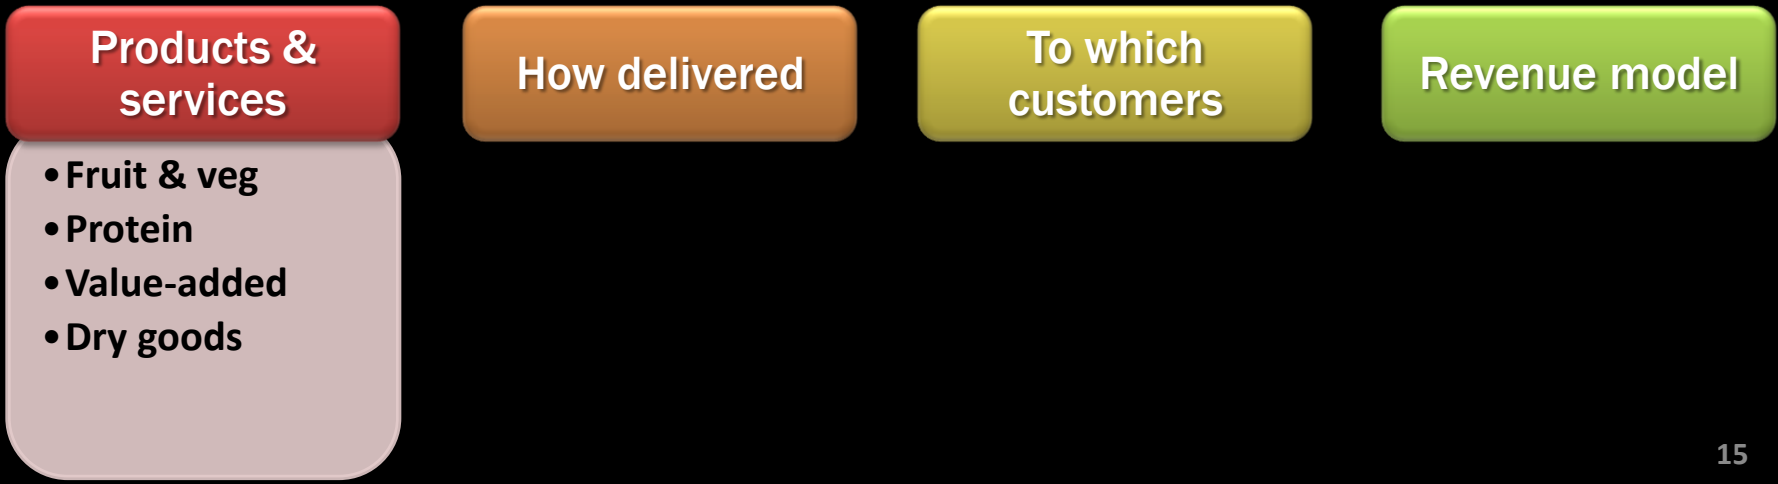 Products &
services
How delivered
To which
customers
Revenue model
•Fruit & veg
•Protein
•Value-added
•Dry goods
15